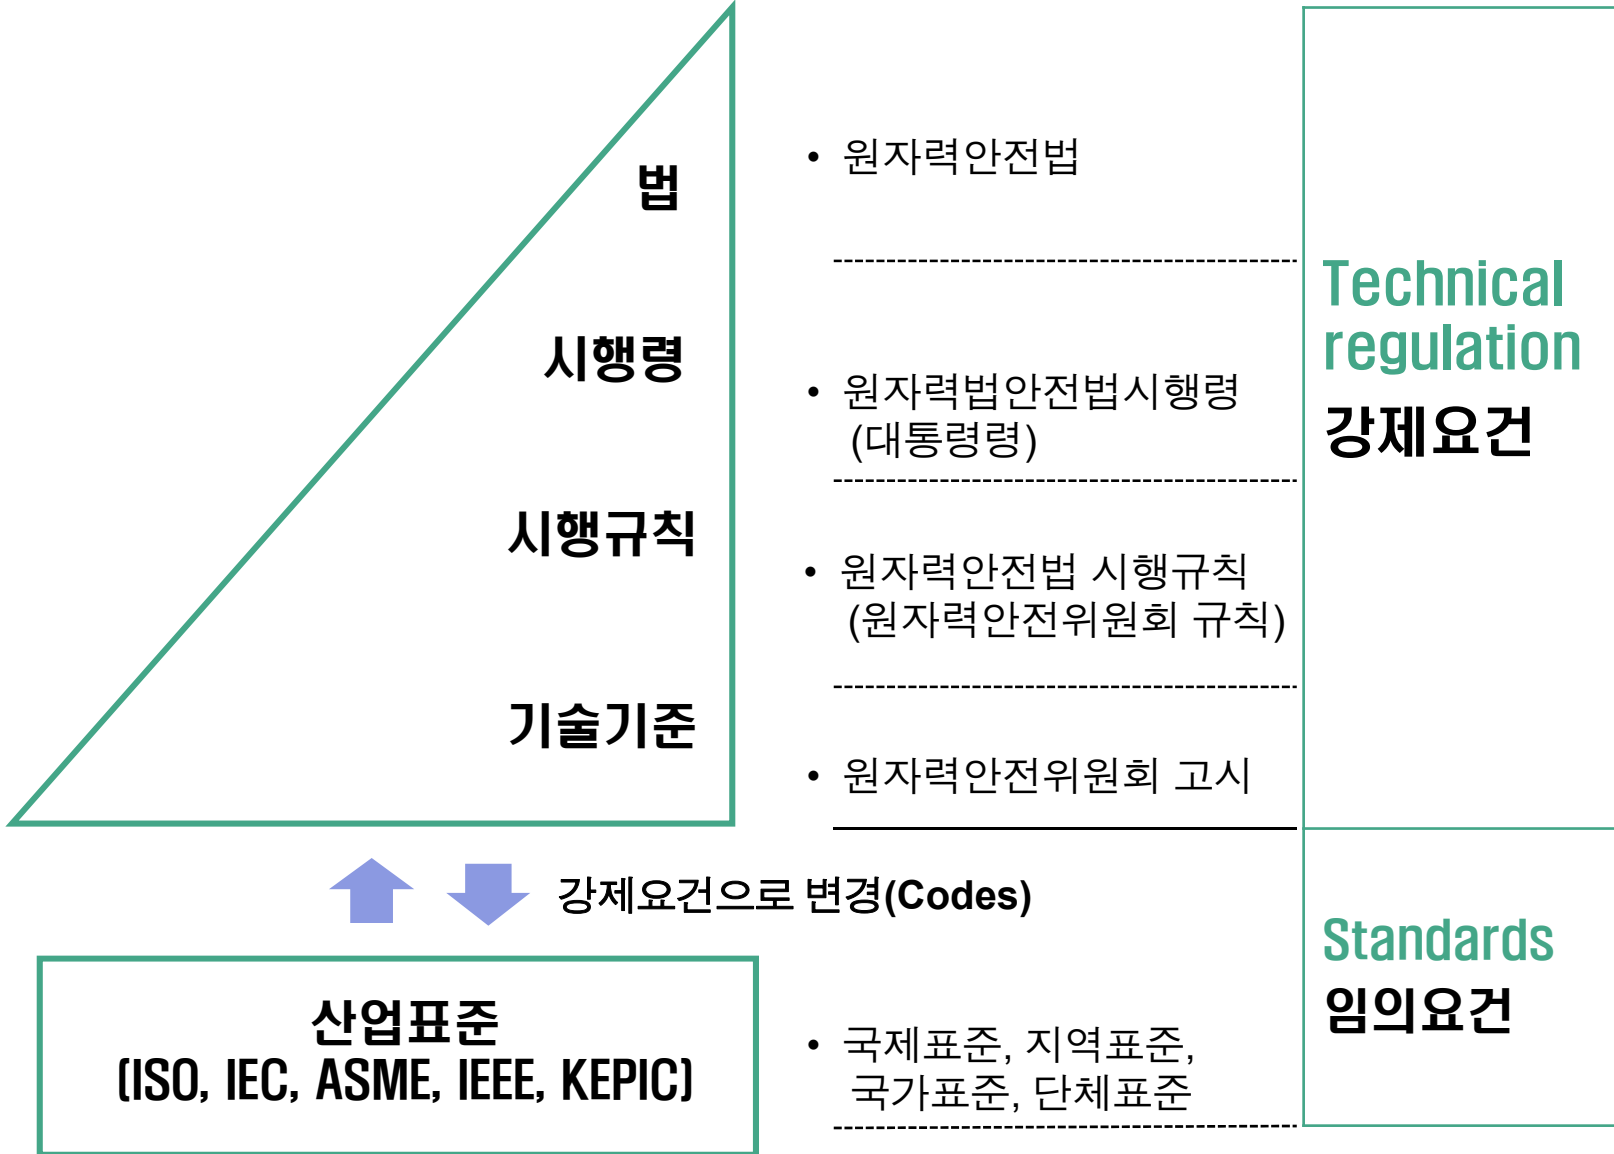 법
• 원자력안전법
Technical
regulation
강제요건
시행령
• 원자력법안전법시행령
(대통령령)
시행규칙
• 원자력안전법 시행규칙
(원자력안전위원회 규칙)
기술기준
• 원자력안전위원회 고시
강제요건으로 변경(Codes)
Standards
임의요건
산업표준
(ISO, IEC, ASME, IEEE, KEPIC)
• 국제표준, 지역표준,
국가표준, 단체표준